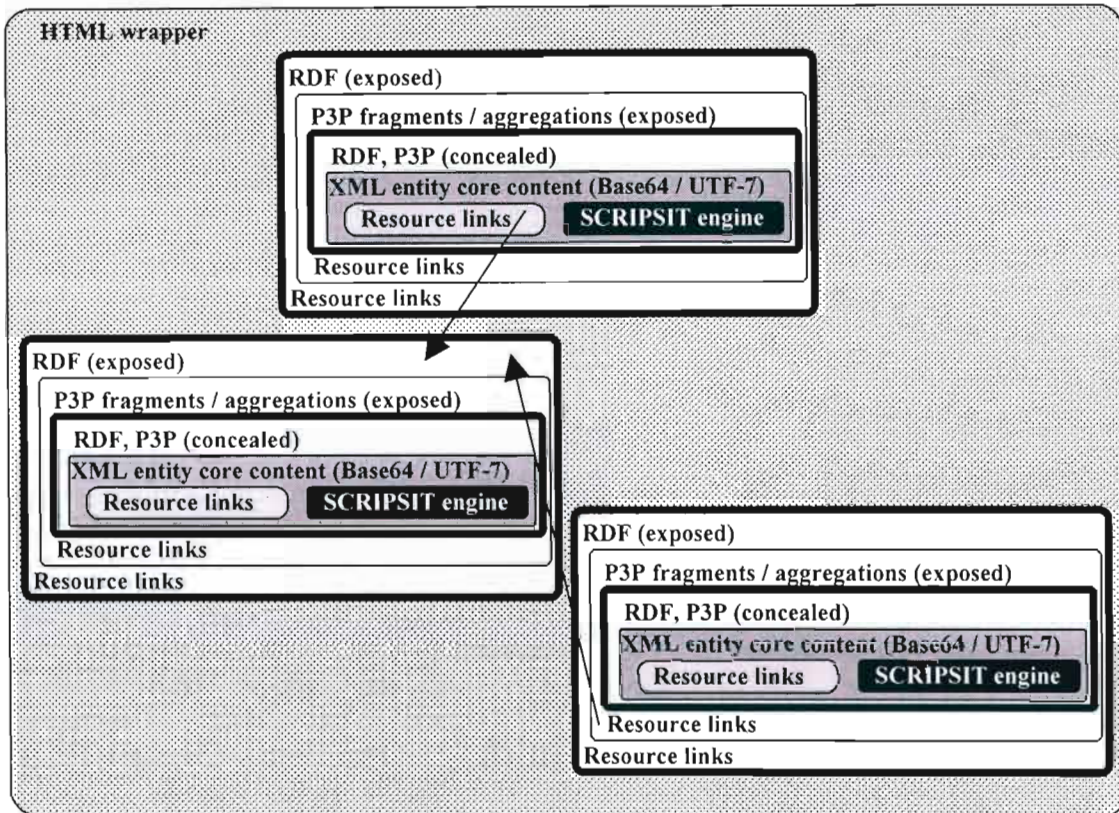 HTML wrapper
RDF (exposed)
P3P fragments / aggregations (exposed)
RDF, P3P (concealed)
XML entity core content (Base64 / UTF-7)
Resource links SCRIPSIT engine
Resource links
Resource links
RDF (exposed)
P3P fragments / aggregations (exposed)
RDF, P3P (concealed)
XML entity core content (Base64 / UTF-7)
Resource links SCRIPSIT engine
Resource links
Resource links
RDF (exposed)
P3P fragments / aggregations (exposed)
RDF, P3P (concealed)
XML entity core content (Base64 / UTF-7)
Resource links SCRIPSIT engine
Resource links
Resource links